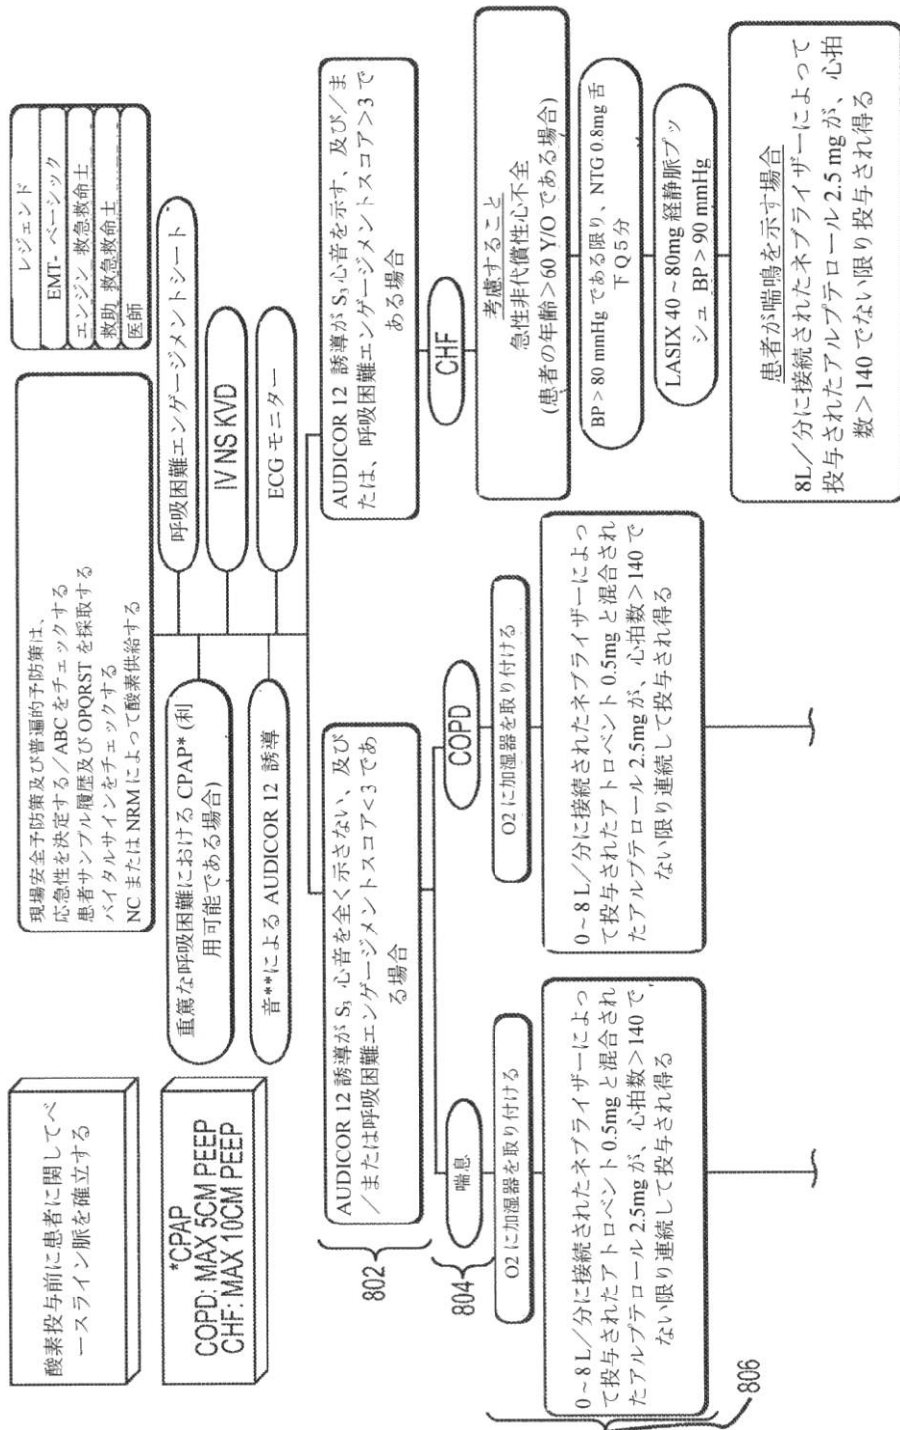 酸素投与前に患者に関してベ
ースライン脈を確立する
現場安全予防策及び普遍的予防策は、
応急性を決定する／ABCをチェックする
患者サンプル履歴及びOPQRSTを採取する
バイタルサインをチェックする
NCまたはNRMによって酸素供給する
レジェンド
EMT-ベーシック
エンジン 救急救命士
救助 救急救命士
医師
*CPAP
COPD: MAX 5CM PEEP
CHF: MAX 10CM PEEP
重篤な呼吸困難におけるCPAP* (利
用可能である場合)
音**によるAUDICOR 12 誘導
呼吸困難エンゲージメントシート
IV NS KVD
ECGモニター
802
AUDICOR 12 誘導がS₃心音を全く示さない、及び
／または呼吸困難エンゲージメントスコア<3であ
る場合
AUDICOR 12 誘導がS₃心音を示す、及び/ま
たは、呼吸困難エンゲージメントスコア>3で
ある場合
804
喘息
COPD
CHF
O2に加湿器を取り付ける
O2に加湿器を取り付ける
考慮すること
急性非代償性心不全
(患者の年齢>60 Y/Oである場合)
806
0~8L／分に接続されたネブライザーによっ
て投与されたアトロベント0.5mgと混合され
たアルブテロール2.5mgが、心拍数>140で
ない限り連続して投与され得る
0~8L／分に接続されたネブライザーによっ
て投与されたアトロベント0.5mgと混合され
たアルブテロール2.5mgが、心拍数>140で
ない限り連続して投与され得る
BP > 80 mmHgである限り、NTG 0.8mg舌
下Q5分
LASIX 40~80mg 経静脈プッ
シュ BP > 90 mmHg
患者が喘鳴を示す場合
8L／分に接続されたネブライザーによって
投与されたアルブテロール2.5 mgが、心拍
数>140でない限り投与され得る